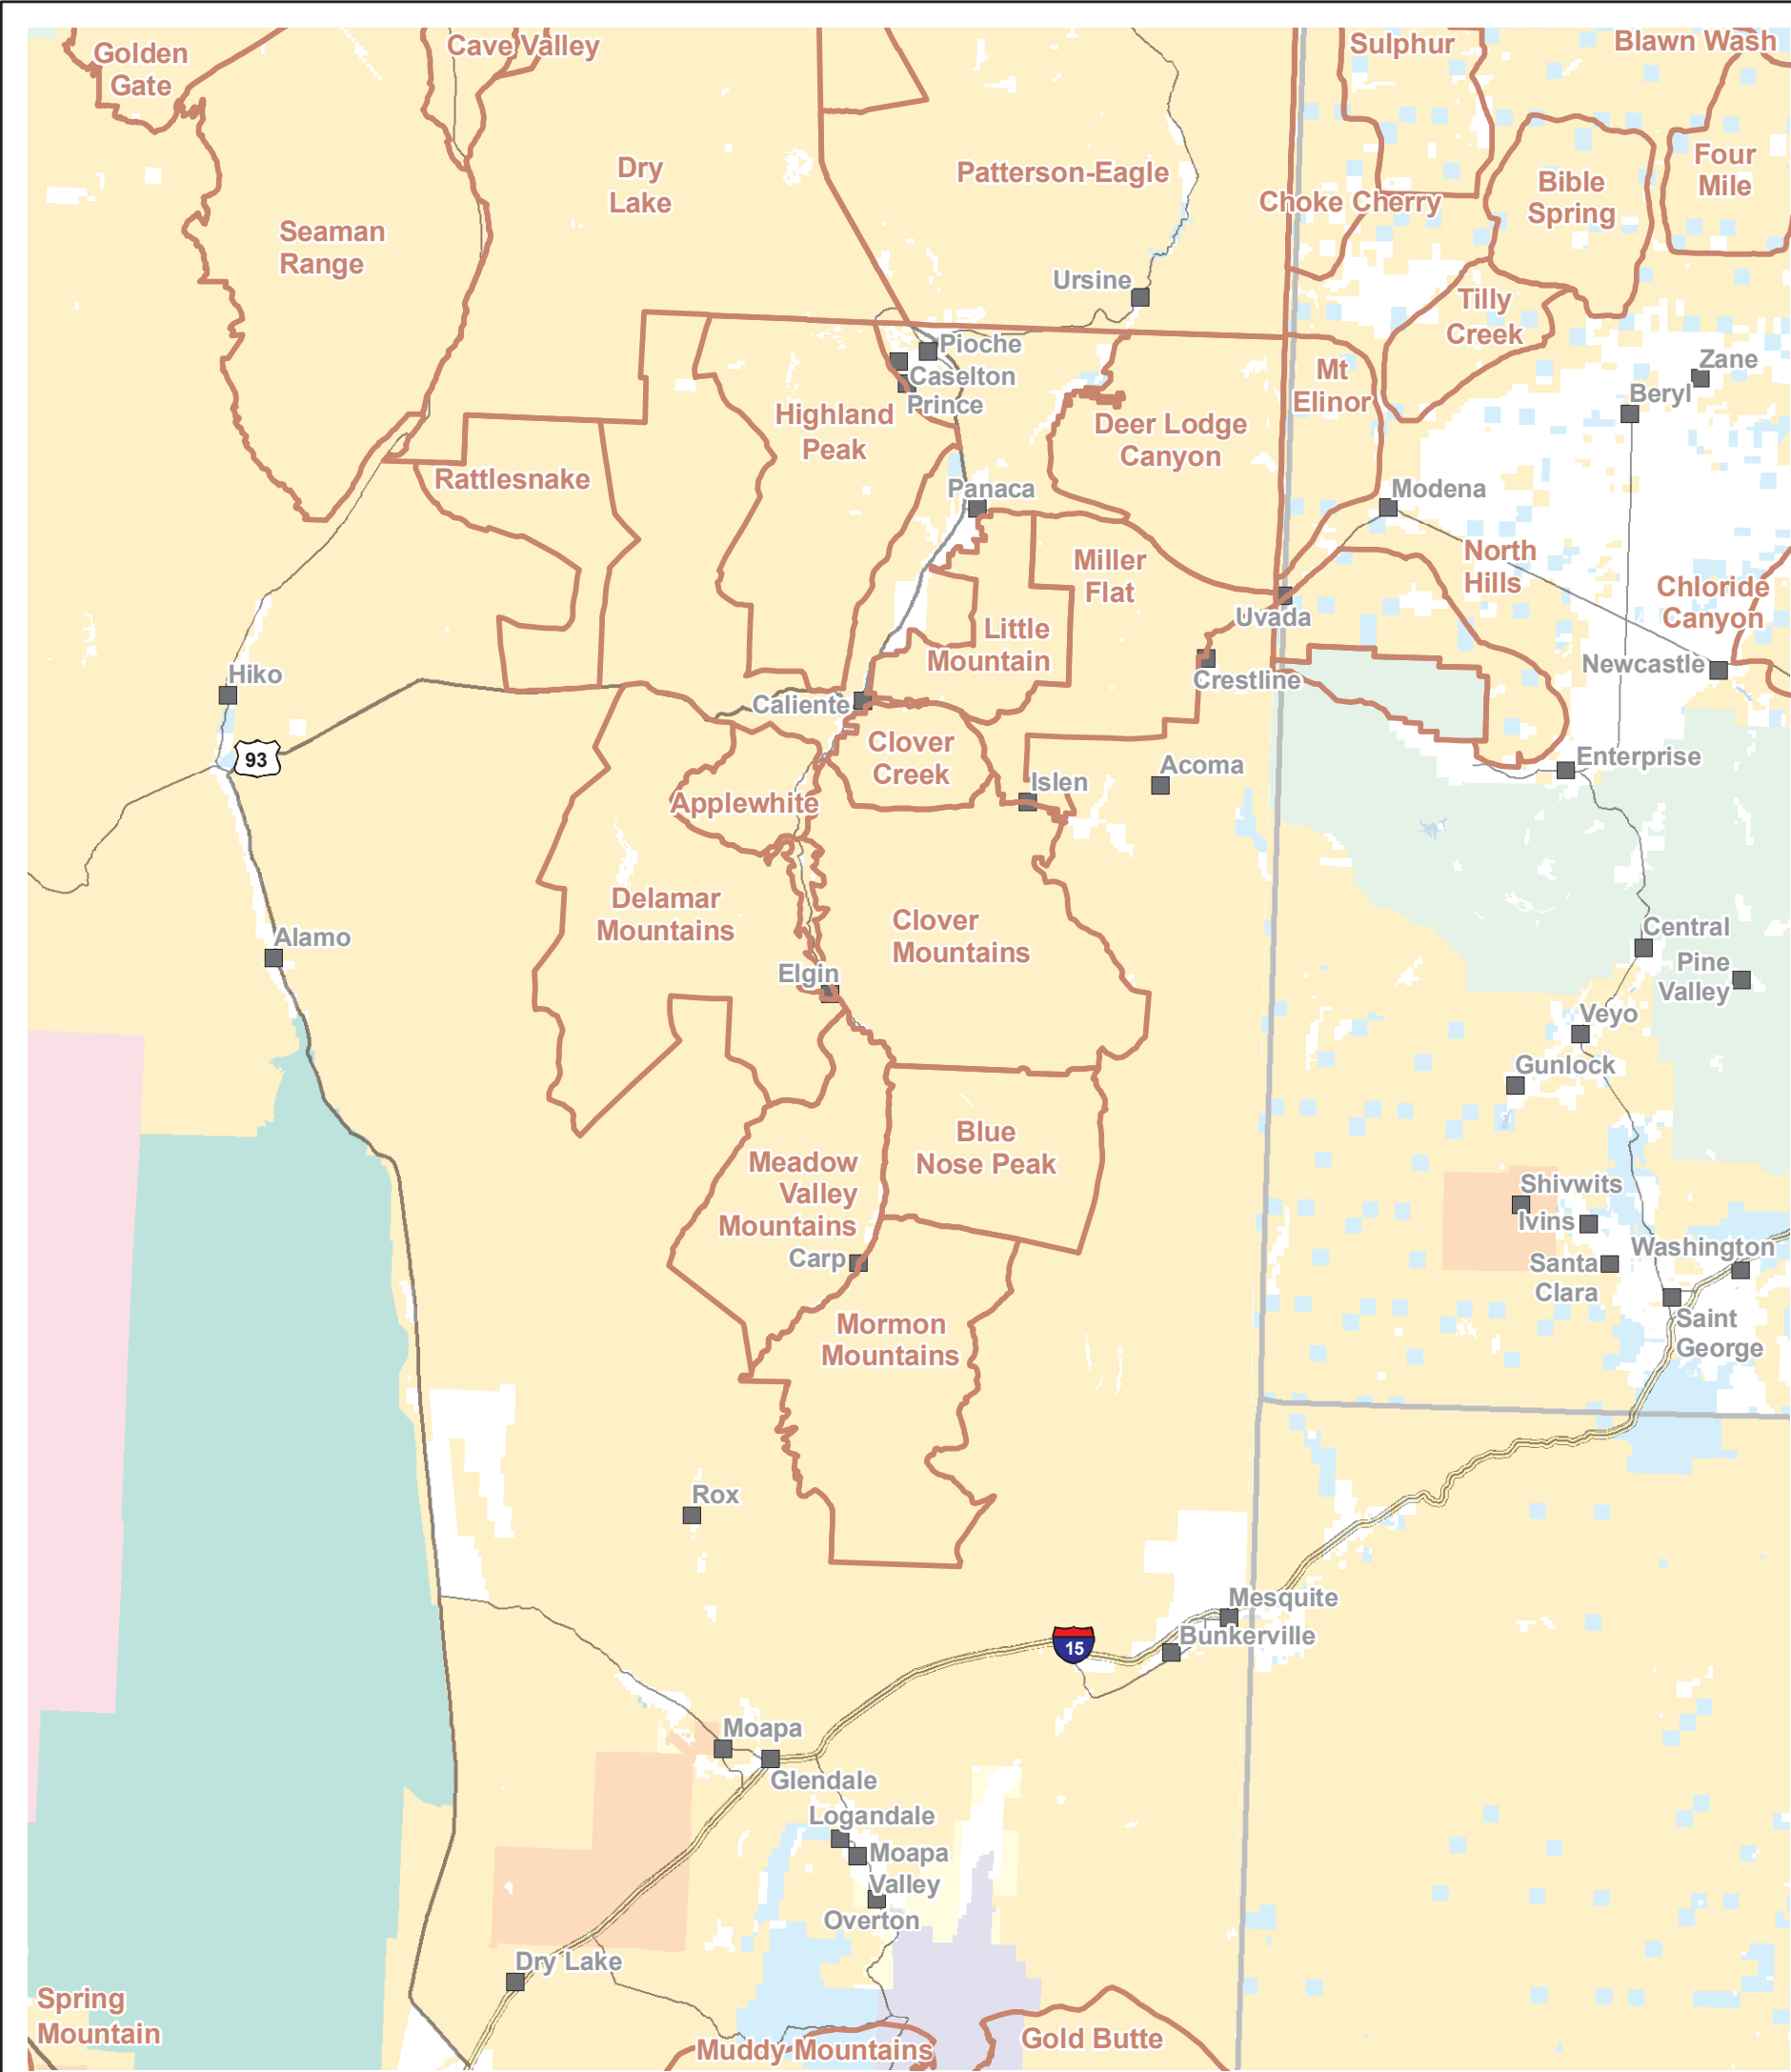 Golden
Gate
Cave Valley
Sulphur
Blawn Wash
Dry
Lake
Patterson-Eagle
Choke Cherry
Bible
Spring
Four
Mile
Seaman
Range
Ursine
Tilly
Creek
Pioche
Caselton
Prince
Highland
Peak
Mt
Elinor
Zane
Beryl
Deer Lodge
Canyon
Rattlesnake
Panaca
Modena
Miller
Flat
North
Hills
Chloride
Canyon
Little
Mountain
Uvada
Hiko
Crestline
Newcastle
Caliente
93
Clover
Creek
Acoma
Enterprise
Islen
Applewhite
Delamar
Mountains
Clover
Mountains
Alamo
Central
Pine
Valley
Elgin
Veyo
Gunlock
Blue
Nose Peak
Meadow
Valley
Mountains
Shivwits
Ivins
Washington
Santa
Clara
Carp
Mormon
Mountains
Saint
George
Rox
Mesquite
Bunkerville
15
Moapa
Glendale
Logandale
Moapa
Valley
Overton
Dry Lake
Spring
Mountain
Muddy Mountains
Gold Butte